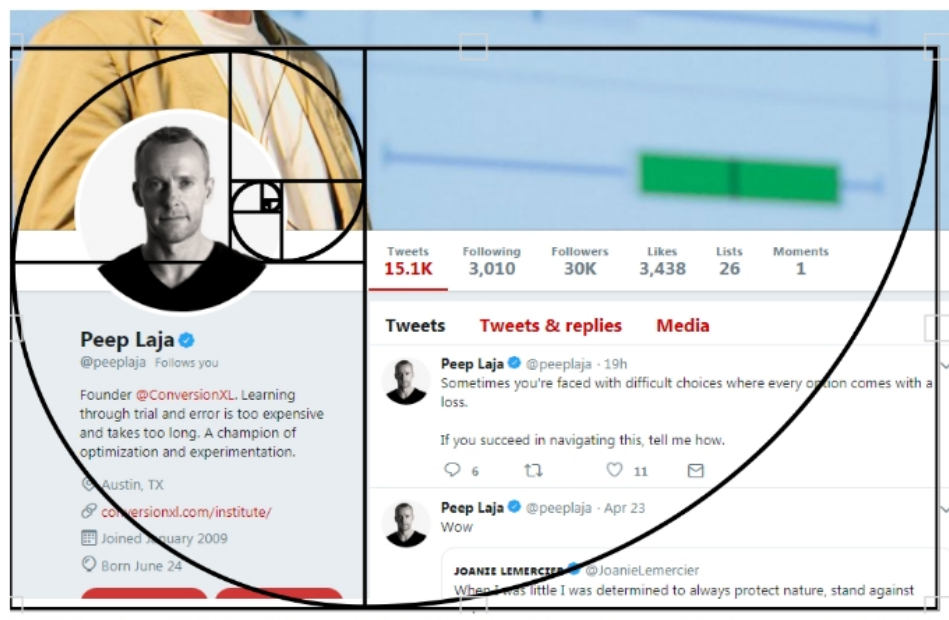 Tweets Following Followers Likes Lists Moments
15.1K 3,010 30K 3,438 26 1
Peep Laja
@peeplaja Follows you
Founder @ConversionXL. Learning
through trial and error is too expensive
and takes too long. A champion of
optimization and experimentation.
Austin, TX
conversionxl.com/institute/
Joined January 2009
Born June 24
Tweets Tweets & replies Media
Peep Laja @peeplaja · 19h
Sometimes you're faced with difficult choices where every option comes with a
loss.
If you succeed in navigating this, tell me how.
6 11
Peep Laja @peeplaja · Apr 23
Wow
JOANIE LEMERCIER @JoanieLemercier
When I was little I was determined to always protect nature, stand against